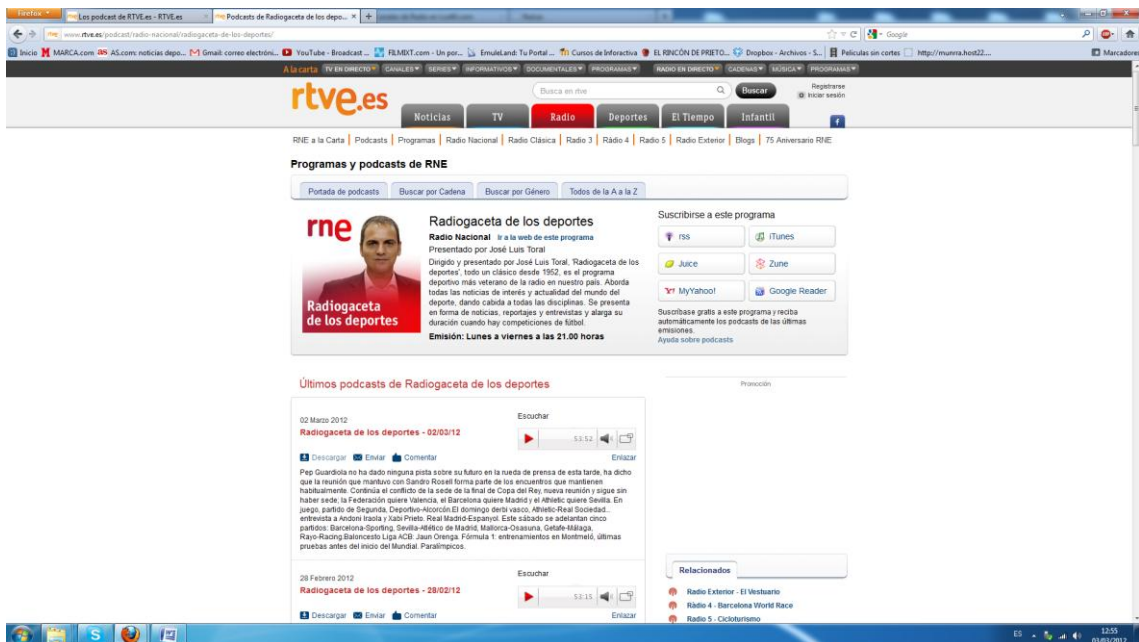 Firefox
Los podcast de RTVE.es - RTVE.es
Podcasts de Radiogaceta de los depo...
www.rtve.es/podcast/radio-nacional/radiogaceta-de-los-deportes/
Google
Inicio MARCA.com AS.com: noticias depo... Gmail: correo electróni... YouTube - Broadcast ... FILMIXT.com - Un por... EmuleLand: Tu Portal ... Cursos de Inforactiva EL RINCÓN DE PRIETO... Dropbox - Archivos - S... Peliculas sin cortes http://munrra.host22.... Marcadores
A la carta TV EN DIRECTO CANALES SERIES INFORMATIVOS DOCUMENTALES PROGRAMAS RADIO EN DIRECTO CADENAS MÚSICA PROGRAMAS
rtve.es
Busca en rtve
Buscar
Registrarse
Iniciar sesión
Noticias TV Radio Deportes El Tiempo Infantil
RNE a la Carta Podcasts Programas Radio Nacional Radio Clásica Radio 3 Ràdio 4 Radio 5 Radio Exterior Blogs 75 Aniversario RNE
Programas y podcasts de RNE
Portada de podcasts Buscar por Cadena Buscar por Género Todos de la A a la Z
rne
Radiogaceta
de los deportes
Radiogaceta de los deportes
Radio Nacional Ir a la web de este programa
Presentado por José Luis Toral
Dirigido y presentado por José Luis Toral, 'Radiogaceta de los
deportes', todo un clásico desde 1952, es el programa
deportivo más veterano de la radio en nuestro país. Aborda
todas las noticias de interés y actualidad del mundo del
deporte, dando cabida a todas las disciplinas. Se presenta
en forma de noticias, reportajes y entrevistas y alarga su
duración cuando hay competiciones de fútbol.
Emisión: Lunes a viernes a las 21.00 horas
Suscribirse a este programa
rss iTunes
Juice Zune
MyYahoo! Google Reader
Suscríbase gratis a este programa y reciba
automáticamente los podcasts de las últimas
emisiones.
Ayuda sobre podcasts
Últimos podcasts de Radiogaceta de los deportes
Promoción
02 Marzo 2012
Radiogaceta de los deportes - 02/03/12
Escuchar
53:52
Descargar Enviar Comentar Enlazar
Pep Guardiola no ha dado ninguna pista sobre su futuro en la rueda de prensa de esta tarde, ha dicho
que la reunión que mantuvo con Sandro Rosell forma parte de los encuentros que mantienen
habitualmente. Continúa el conflicto de la sede de la final de Copa del Rey, nueva reunión y sigue sin
haber sede; la Federación quiere Valencia, el Barcelona quiere Madrid y el Athletic quiere Sevilla. En
juego, partido de Segunda, Deportivo-Alcorcón.El domingo derbi vasco, Athletic-Real Sociedad...
entrevista a Andoni Iraola y Xabi Prieto. Real Madrid-Espanyol. Este sábado se adelantan cinco
partidos: Barcelona-Sporting, Sevilla-Atlético de Madrid, Mallorca-Osasuna, Getafe-Málaga,
Rayo-Racing.Baloncesto Liga ACB: Jaun Orenga. Fórmula 1: entrenamientos en Montmeló, últimas
pruebas antes del inicio del Mundial. Paralímpicos.
28 Febrero 2012
Radiogaceta de los deportes - 28/02/12
Escuchar
53:15
Descargar Enviar Comentar Enlazar
Relacionados
Radio Exterior - El Vestuario
Ràdio 4 - Barcelona World Race
Radio 5 - Cicloturismo
ES
12:55
03/03/2012